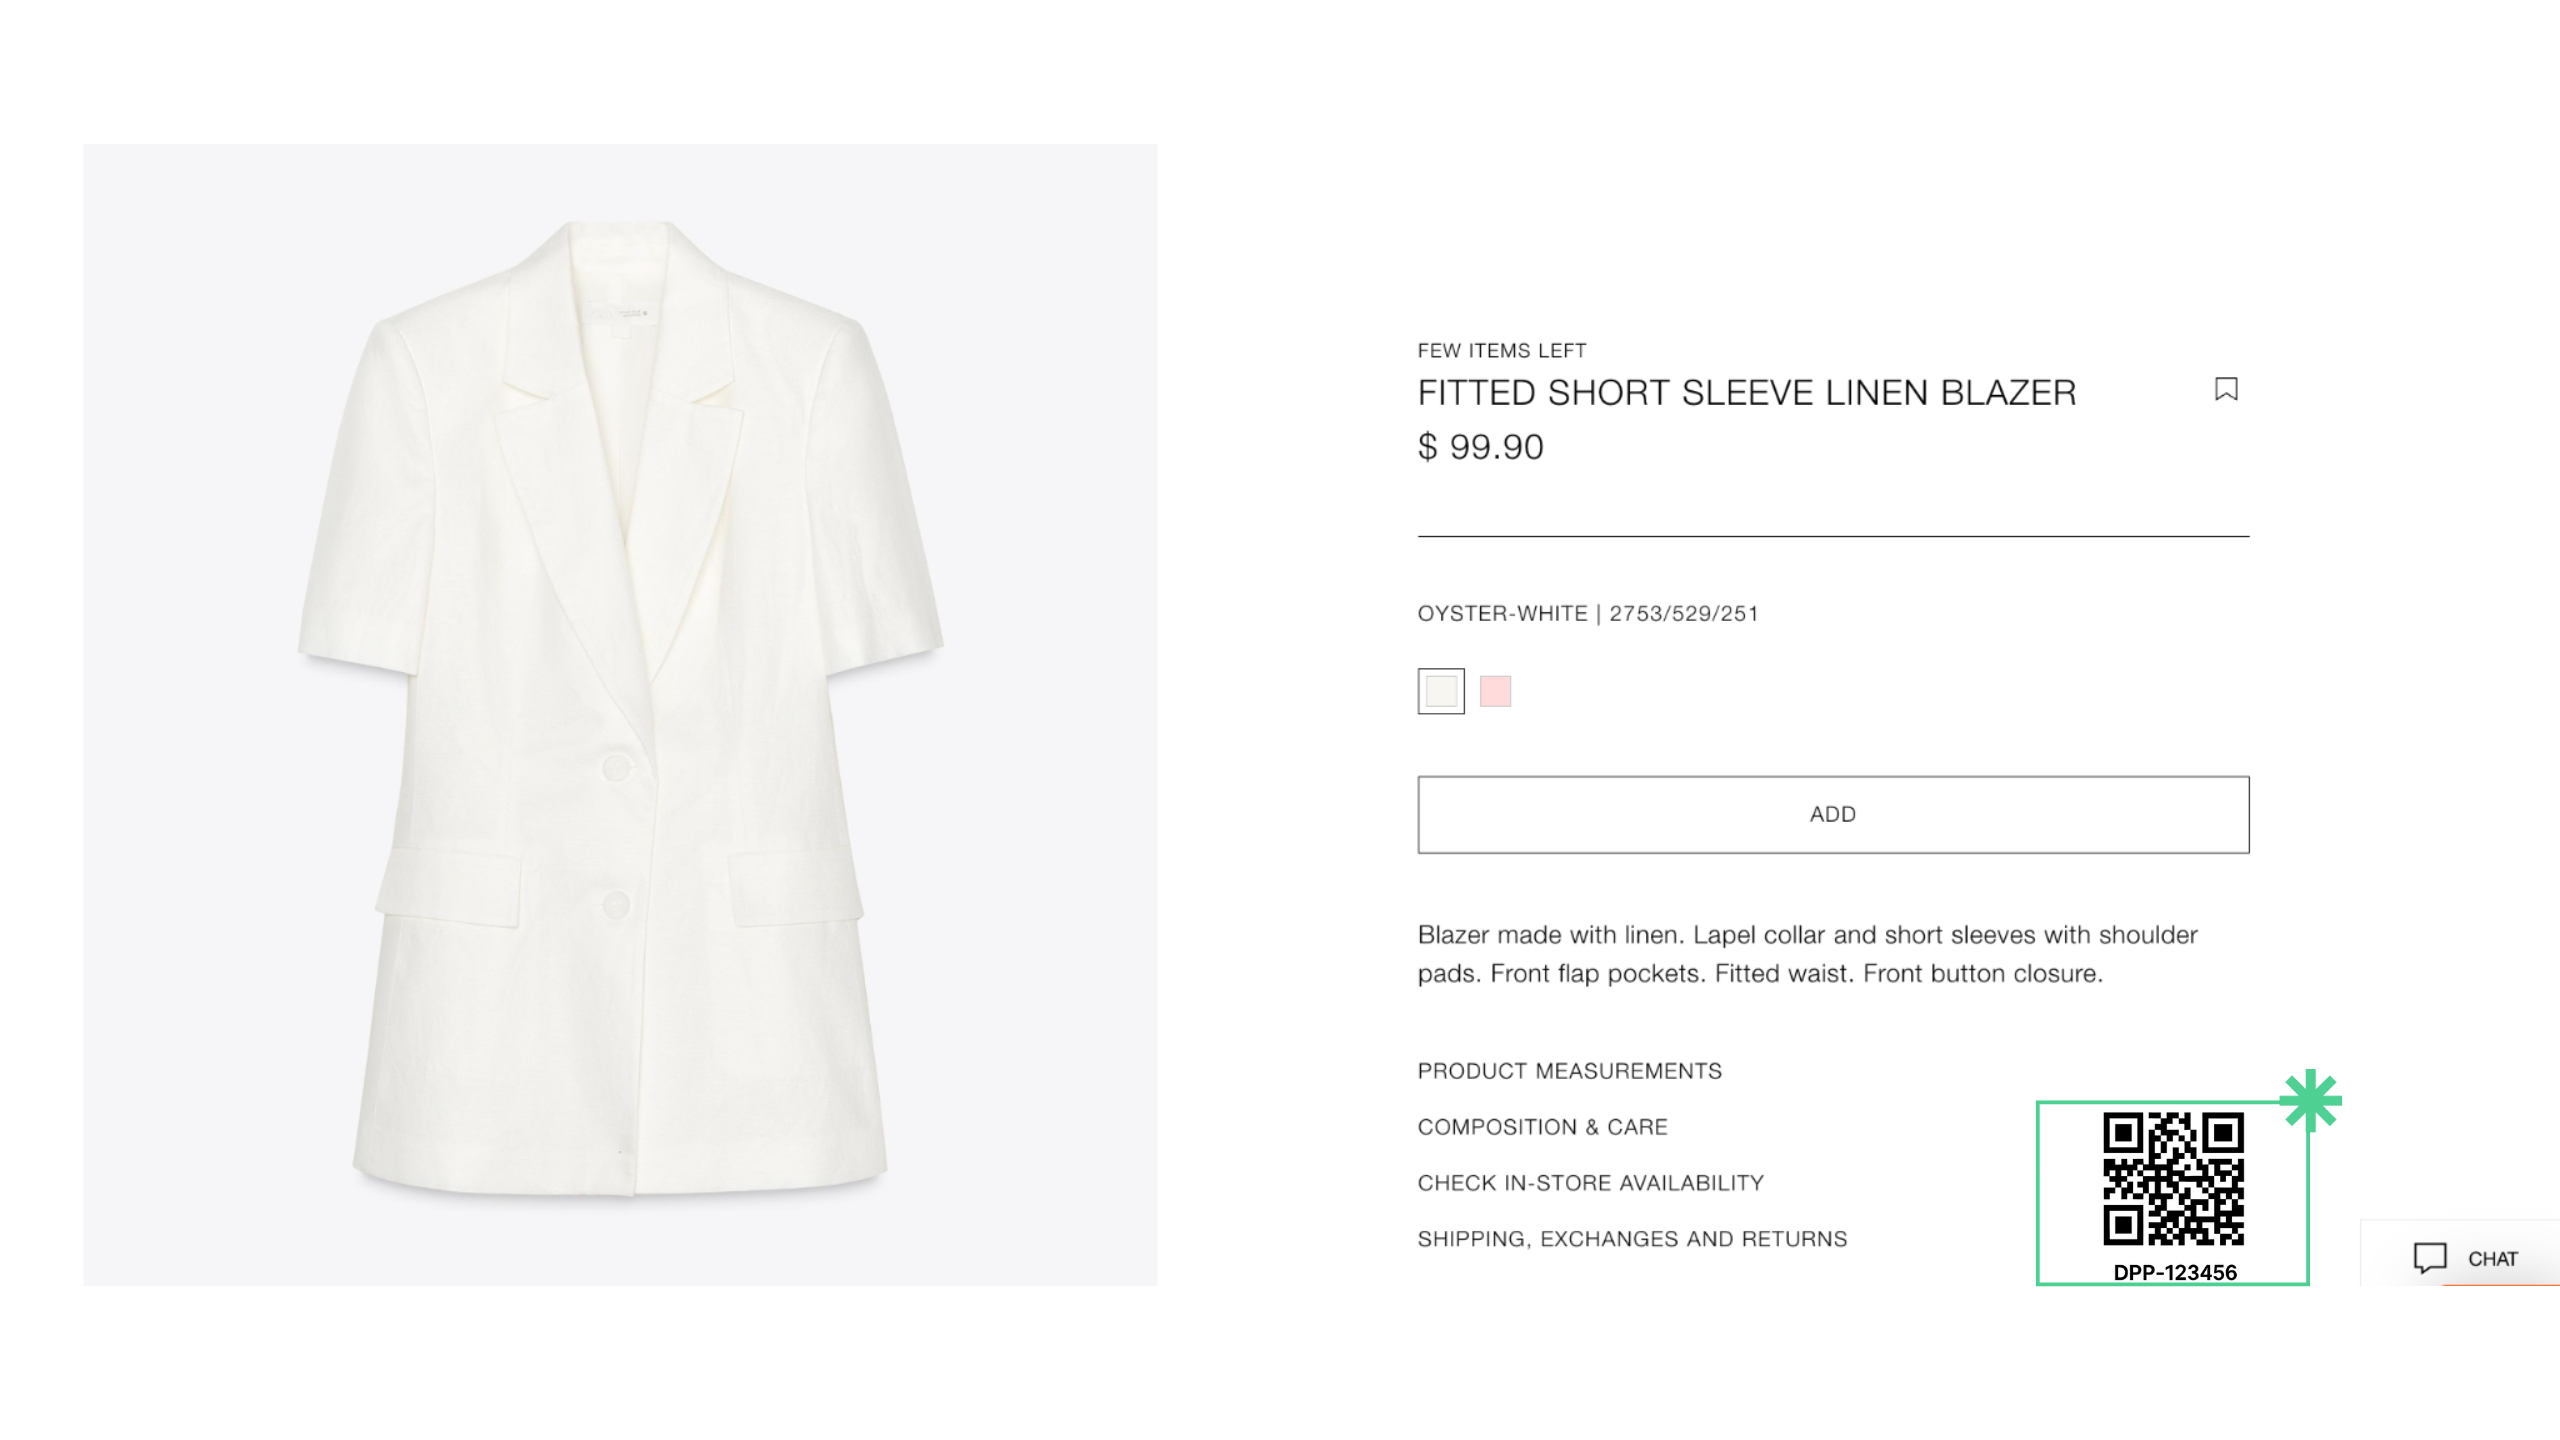 FEW ITEMS LEFT
FITTED SHORT SLEEVE LINEN BLAZER
$ 99.90
OYSTER-WHITE | 2753/529/251
ADD
Blazer made with linen. Lapel collar and short sleeves with shoulder
pads. Front flap pockets. Fitted waist. Front button closure.
PRODUCT MEASUREMENTS
COMPOSITION & CARE
CHECK IN-STORE AVAILABILITY
SHIPPING, EXCHANGES AND RETURNS
DPP-123456
CHAT